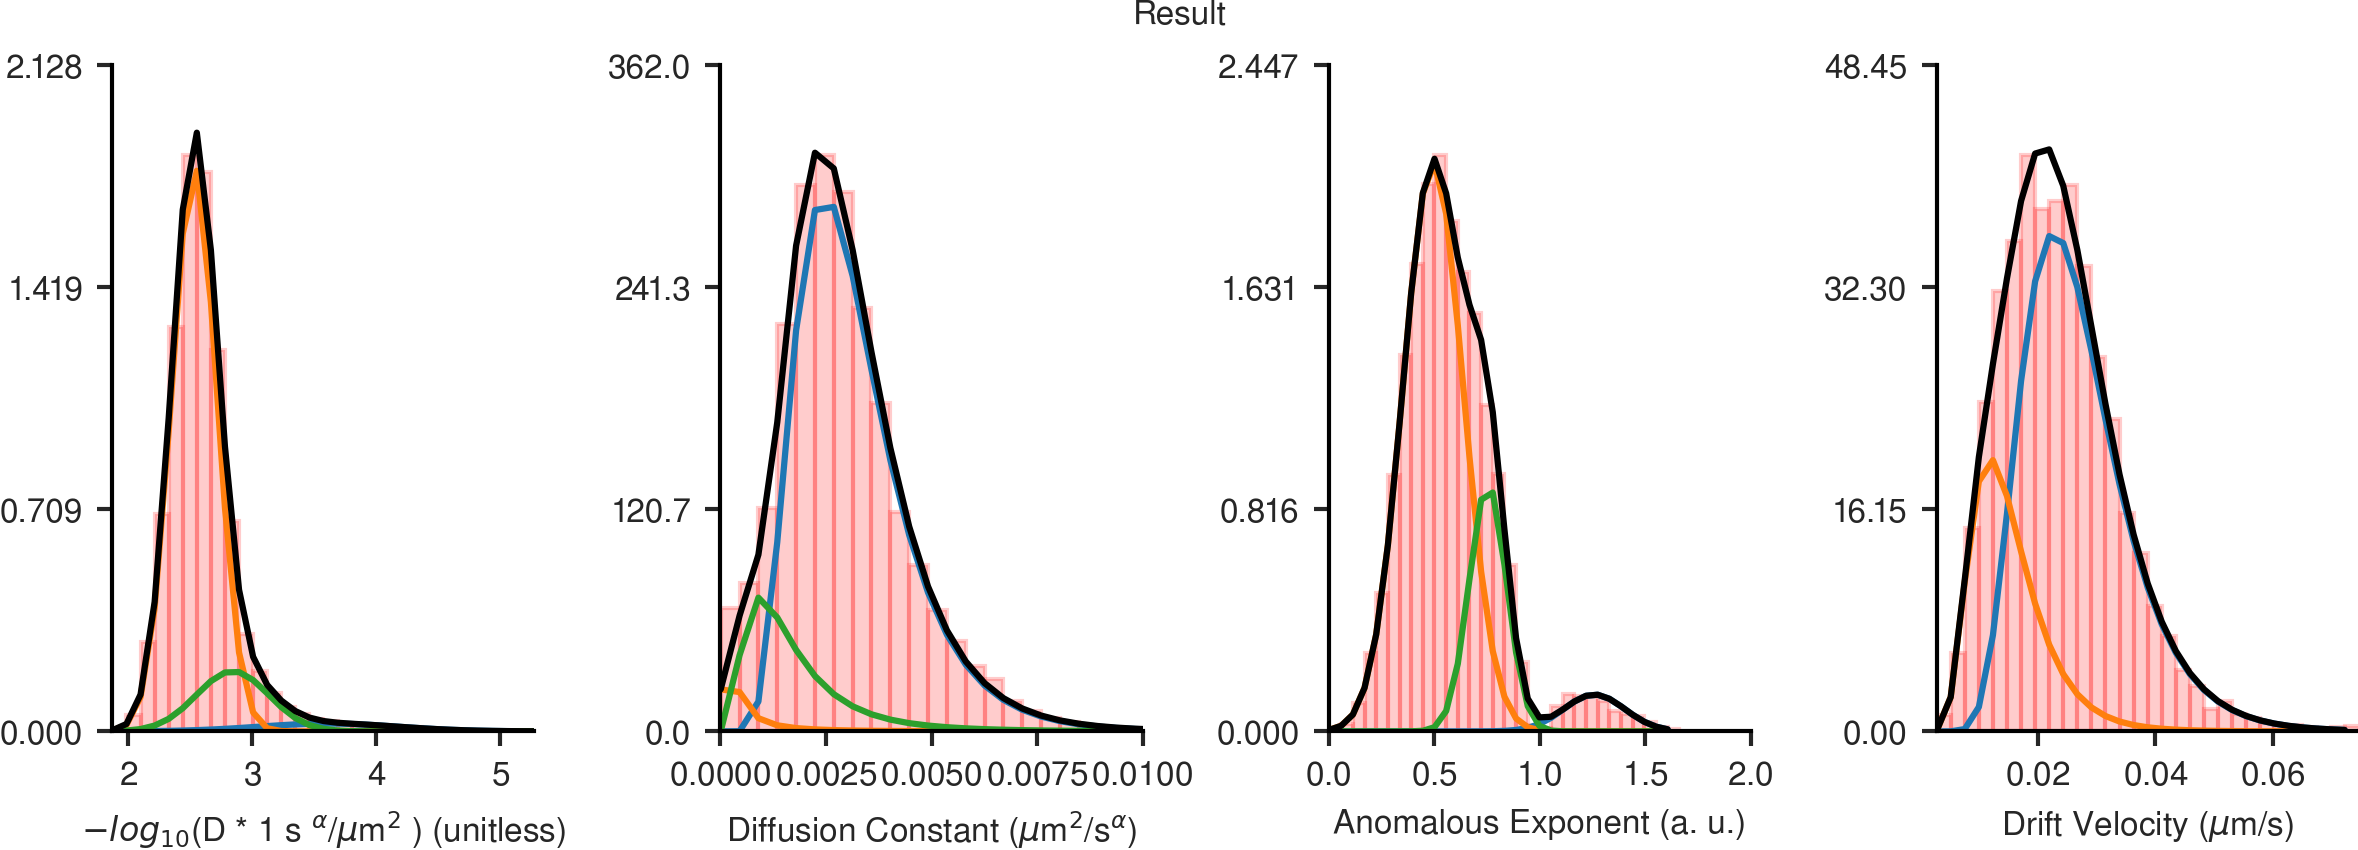 Result
2.128
1.419
0.709
0.000
2 3 4 5
−log10(D * 1 s α/μm2 ) (unitless)
362.0
241.3
120.7
0.0
0.0000 0.0025 0.0050 0.0075 0.0100
Diffusion Constant (μm2/sα)
2.447
1.631
0.816
0.000
0.0 0.5 1.0 1.5 2.0
Anomalous Exponent (a. u.)
48.45
32.30
16.15
0.00
0.02 0.04 0.06
Drift Velocity (μm/s)